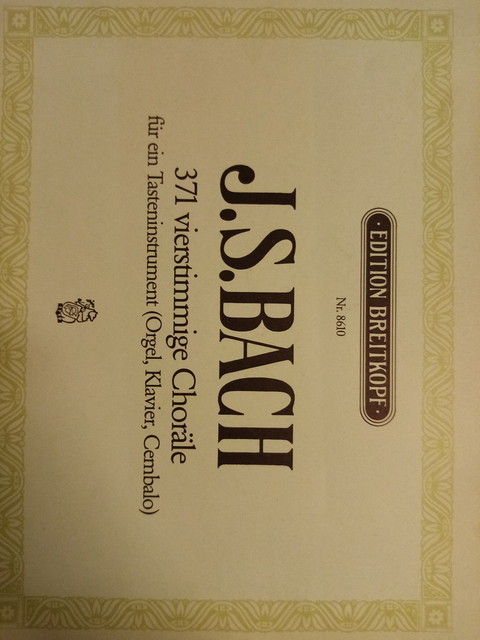 ·EDITION BREITKOPF·
Nr. 8610
J.S.BACH
371 vierstimmige Choräle
für ein Tasteninstrument (Orgel, Klavier, Cembalo)